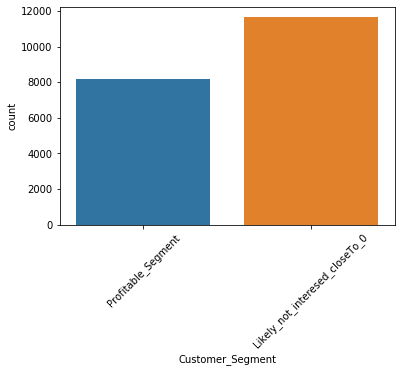 12000
10000
8000
6000
4000
2000
0
count
Profitable_Segment
Likely_not_interesed_closeTo_0
Customer_Segment